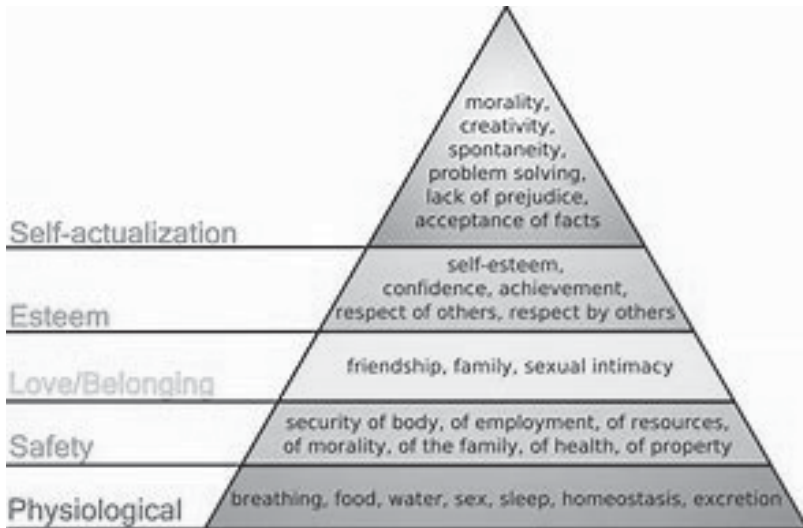 morality,
creativity,
spontaneity,
problem solving,
lack of prejudice,
acceptance of facts
Self-actualization
self-esteem,
confidence, achievement,
respect of others, respect by others
Esteem
friendship, family, sexual intimacy
Love/Belonging
security of body, of employment, of resources,
of morality, of the family, of health, of property
Safety
breathing, food, water, sex, sleep, homeostasis, excretion
Physiological